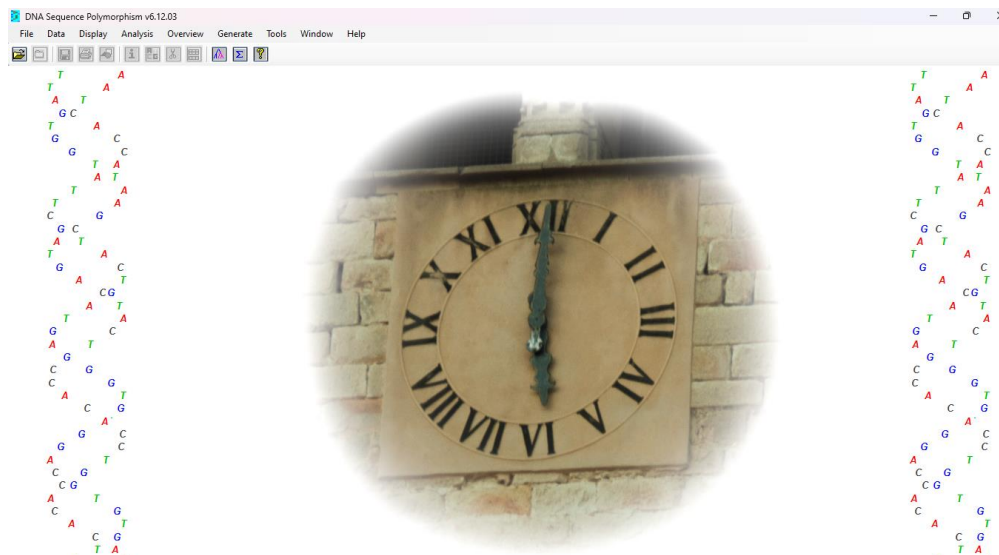 DNA Sequence Polymorphism v6.12.03
File Data Display Analysis Overview Generate Tools Window Help
T A
T A
A T
G C
T A
G C
G C
T A
A T
T A
T A
C G
G C
A T
T A
G C
A T
C G
A T
T A
G C
A T
G G
C G
C G
A T
C G
A
G C
G C
A T
C G
C G
A T
C G
A T
C G
T A
XII
I
II
III
IV
V
VI
VII
VIII
IX
X
XI